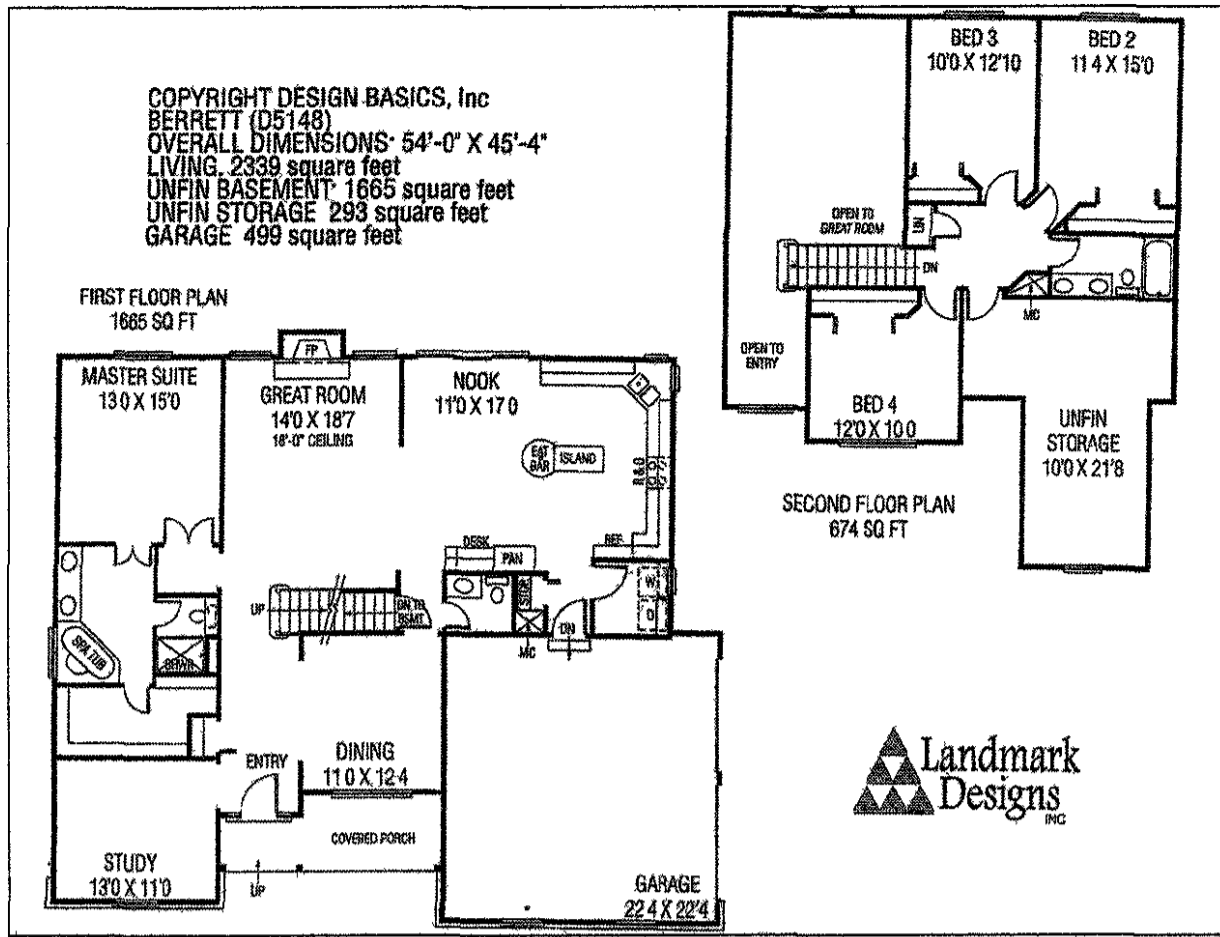 COPYRIGHT DESIGN BASICS, Inc
BERRETT (D5148)
OVERALL DIMENSIONS: 54'-0" X 45'-4"
LIVING. 2339 square feet
UNFIN BASEMENT: 1665 square feet
UNFIN STORAGE 293 square feet
GARAGE 499 square feet
FIRST FLOOR PLAN
1665 SQ FT
MASTER SUITE
13 0 X 15'0
FP
GREAT ROOM
14'0 X 18'7
18'-0" CEILING
NOOK
11'0 X 17 0
EAT
BAR
ISLAND
R & O
DESK
PAN
REF.
UP
DN TO
BSMT
STOR
W
D
MC
DN
SPA TUB
SHWR
ENTRY
DINING
11 0 X 12-4
COVERED PORCH
STUDY
13'0 X 11'0
UP
GARAGE
22 4 X 22'4
BED 3
10'0 X 12'10
BED 2
11 4 X 15'0
OPEN TO
GREAT ROOM
LIN
DN
MC
OPEN TO
ENTRY
BED 4
12'0 X 10 0
UNFIN
STORAGE
10'0 X 21'8
SECOND FLOOR PLAN
674 SQ FT
Landmark
Designs
INC